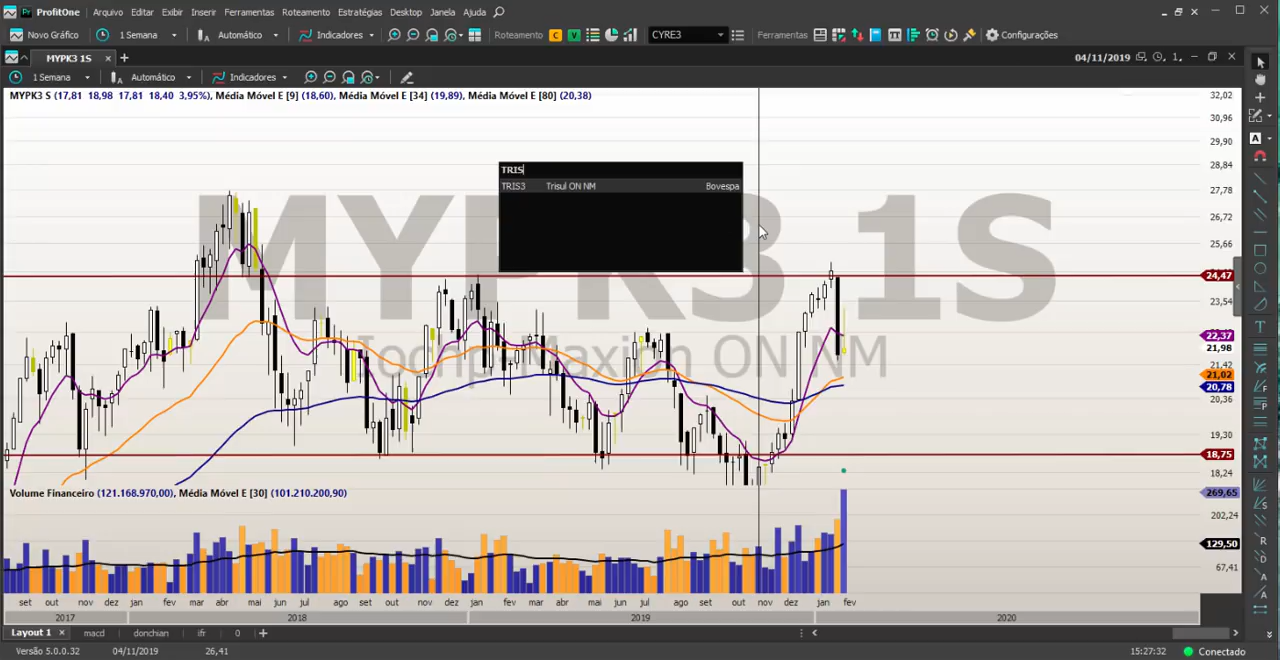 ProfitOne Arquivo Editar Exibir Inserir Ferramentas Roteamento Estratégias Desktop Janela Ajuda
Novo Gráfico 1 Semana Automático Indicadores Roteamento C V CYRE3 Ferramentas Configurações
MYPK3 1S 04/11/2019 1
1 Semana Automático Indicadores
MYPK3 S (17,81 18,98 17,81 18,40 3,95%), Média Móvel E [9] (18,60), Média Móvel E [34] (19,89), Média Móvel E [80] (20,38)
MYPK3 1S
Iochp-Maxion ON NM
TRIS
TRIS3 Trisul ON NM Bovespa
32,02
30,96
29,90
28,84
27,78
26,72
25,66
24,47
23,54
22,37
21,98
21,42
21,02
20,78
20,36
19,30
18,75
18,24
Volume Financeiro (121.168.970,00), Média Móvel E [30] (101.210.200,90)
269,65
202,24
129,50
67,41
set out nov dez jan fev mar abr mai jun jul ago set out nov dez jan fev mar abr mai jun jul ago set out nov dez jan fev
2017 2018 2019 2020
Layout 1 macd donchian ifr 0
Versão 5.0.0.32 04/11/2019 26,41 15:27:32 Conectado